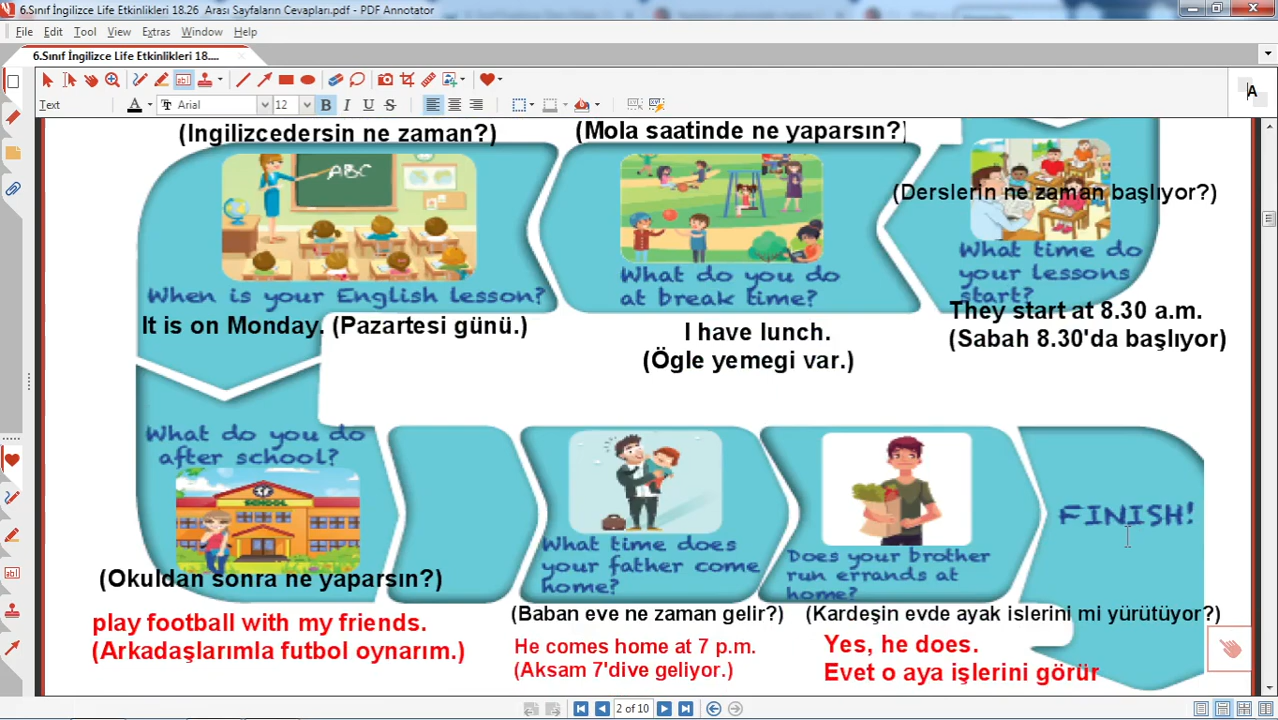 6.Sınıf İngilizce Life Etkinlikleri 18.26 Arası Sayfaların Cevapları.pdf - PDF Annotator
File Edit Tool View Extras Window Help
6.Sınıf İngilizce Life Etkinlikleri 18....
Text Arial 12 B I U S
A
(Ingilizcedersin ne zaman?)
(Mola saatinde ne yaparsın?)
ABC
(Derslerin ne zaman başlıyor?)
When is your English lesson?
What do you do
at break time?
What time do
your lessons
start?
It is on Monday. (Pazartesi günü.)
I have lunch.
(Ögle yemegi var.)
They start at 8.30 a.m.
(Sabah 8.30'da başlıyor)
What do you do
after school?
SCHOOL
(Okuldan sonra ne yaparsın?)
play football with my friends.
(Arkadaşlarımla futbol oynarım.)
What time does
your father come
home?
(Baban eve ne zaman gelir?)
He comes home at 7 p.m.
(Aksam 7'dive geliyor.)
Does your brother
run errands at
home?
(Kardeşin evde ayak islerini mi yürütüyor?)
Yes, he does.
Evet o aya işlerini görür
FINISH!
2 of 10